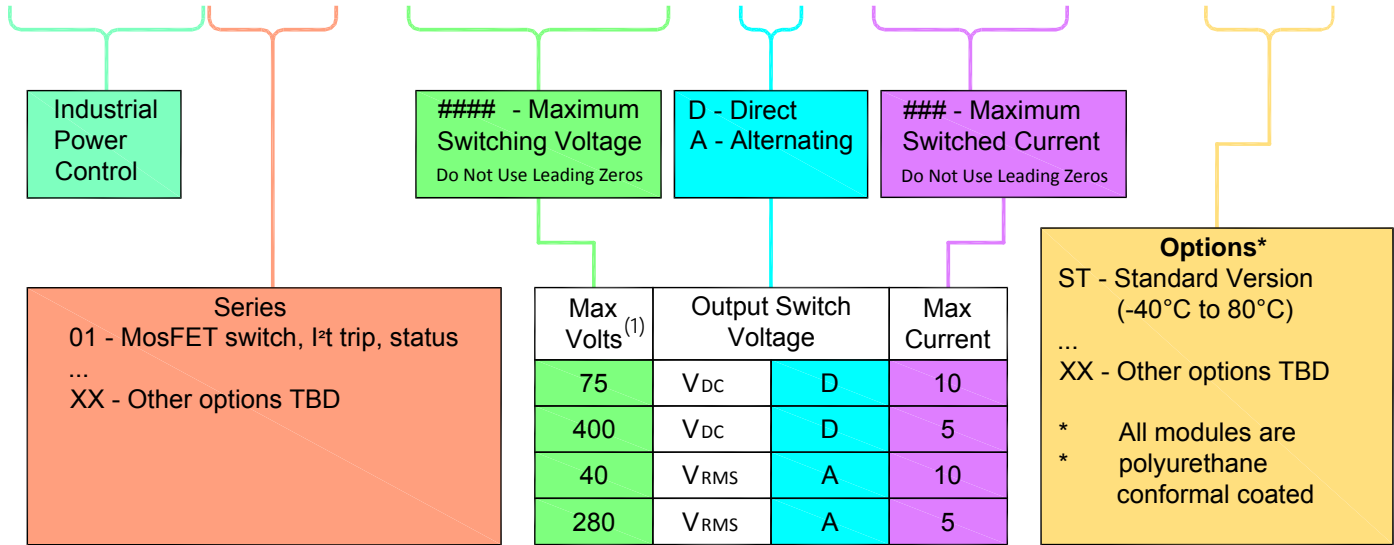 Industrial
Power
Control
#### - Maximum
Switching Voltage
Do Not Use Leading Zeros
D - Direct
A - Alternating
### - Maximum
Switched Current
Do Not Use Leading Zeros
Series
01 - MosFET switch, I²t trip, status
...
XX - Other options TBD
Max Volts (1) Output Switch Voltage Max Current
75 VDC D 10
400 VDC D 5
40 VRMS A 10
280 VRMS A 5
Options*
ST - Standard Version
(-40°C to 80°C)
...
XX - Other options TBD
* All modules are
* polyurethane
conformal coated